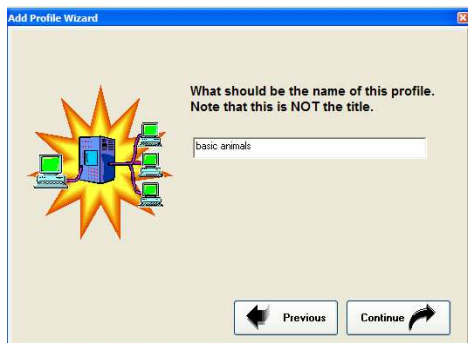 Add Profile Wizard
What should be the name of this profile.
Note that this is NOT the title.
basic animals
Previous
Continue